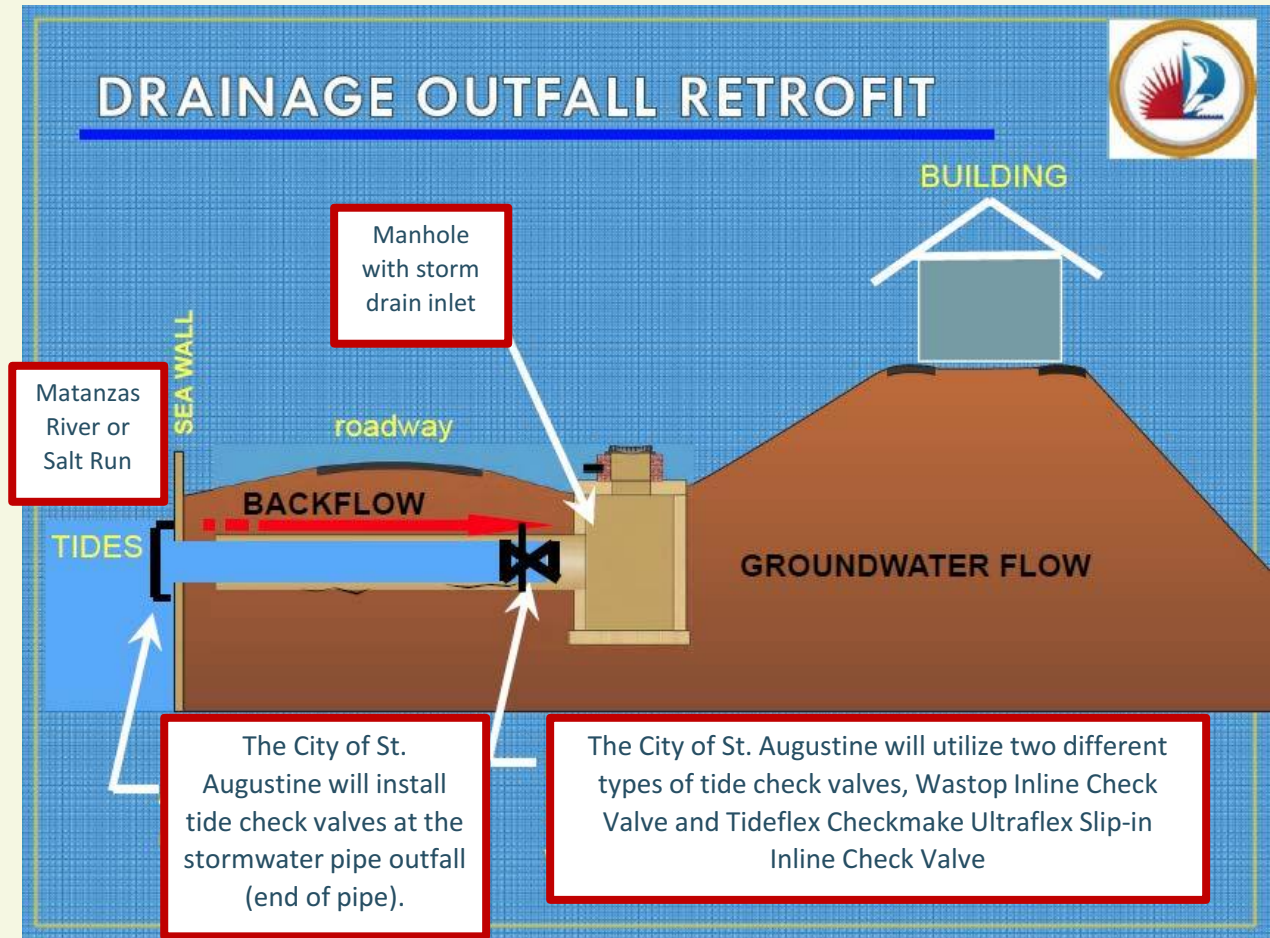 DRAINAGE OUTFALL RETROFIT
BUILDING
Manhole
with storm
drain inlet
SEA WALL
Matanzas
River or
Salt Run
roadway
BACKFLOW
TIDES
GROUNDWATER FLOW
The City of St.
Augustine will install
tide check valves at the
stormwater pipe outfall
(end of pipe).
The City of St. Augustine will utilize two different
types of tide check valves, Wastop Inline Check
Valve and Tideflex Checkmake Ultraflex Slip-in
Inline Check Valve